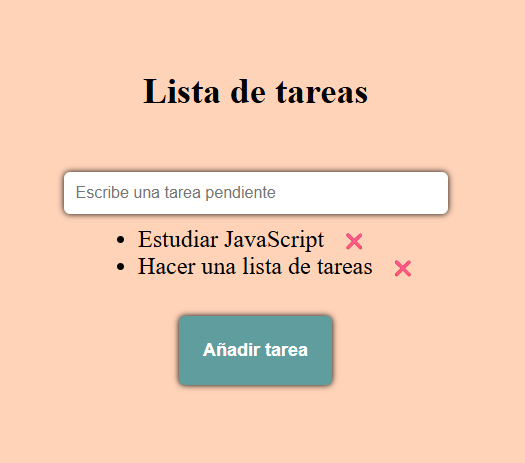 Lista de tareas
Escribe una tarea pendiente
Estudiar JavaScript ❌
Hacer una lista de tareas ❌
Añadir tarea